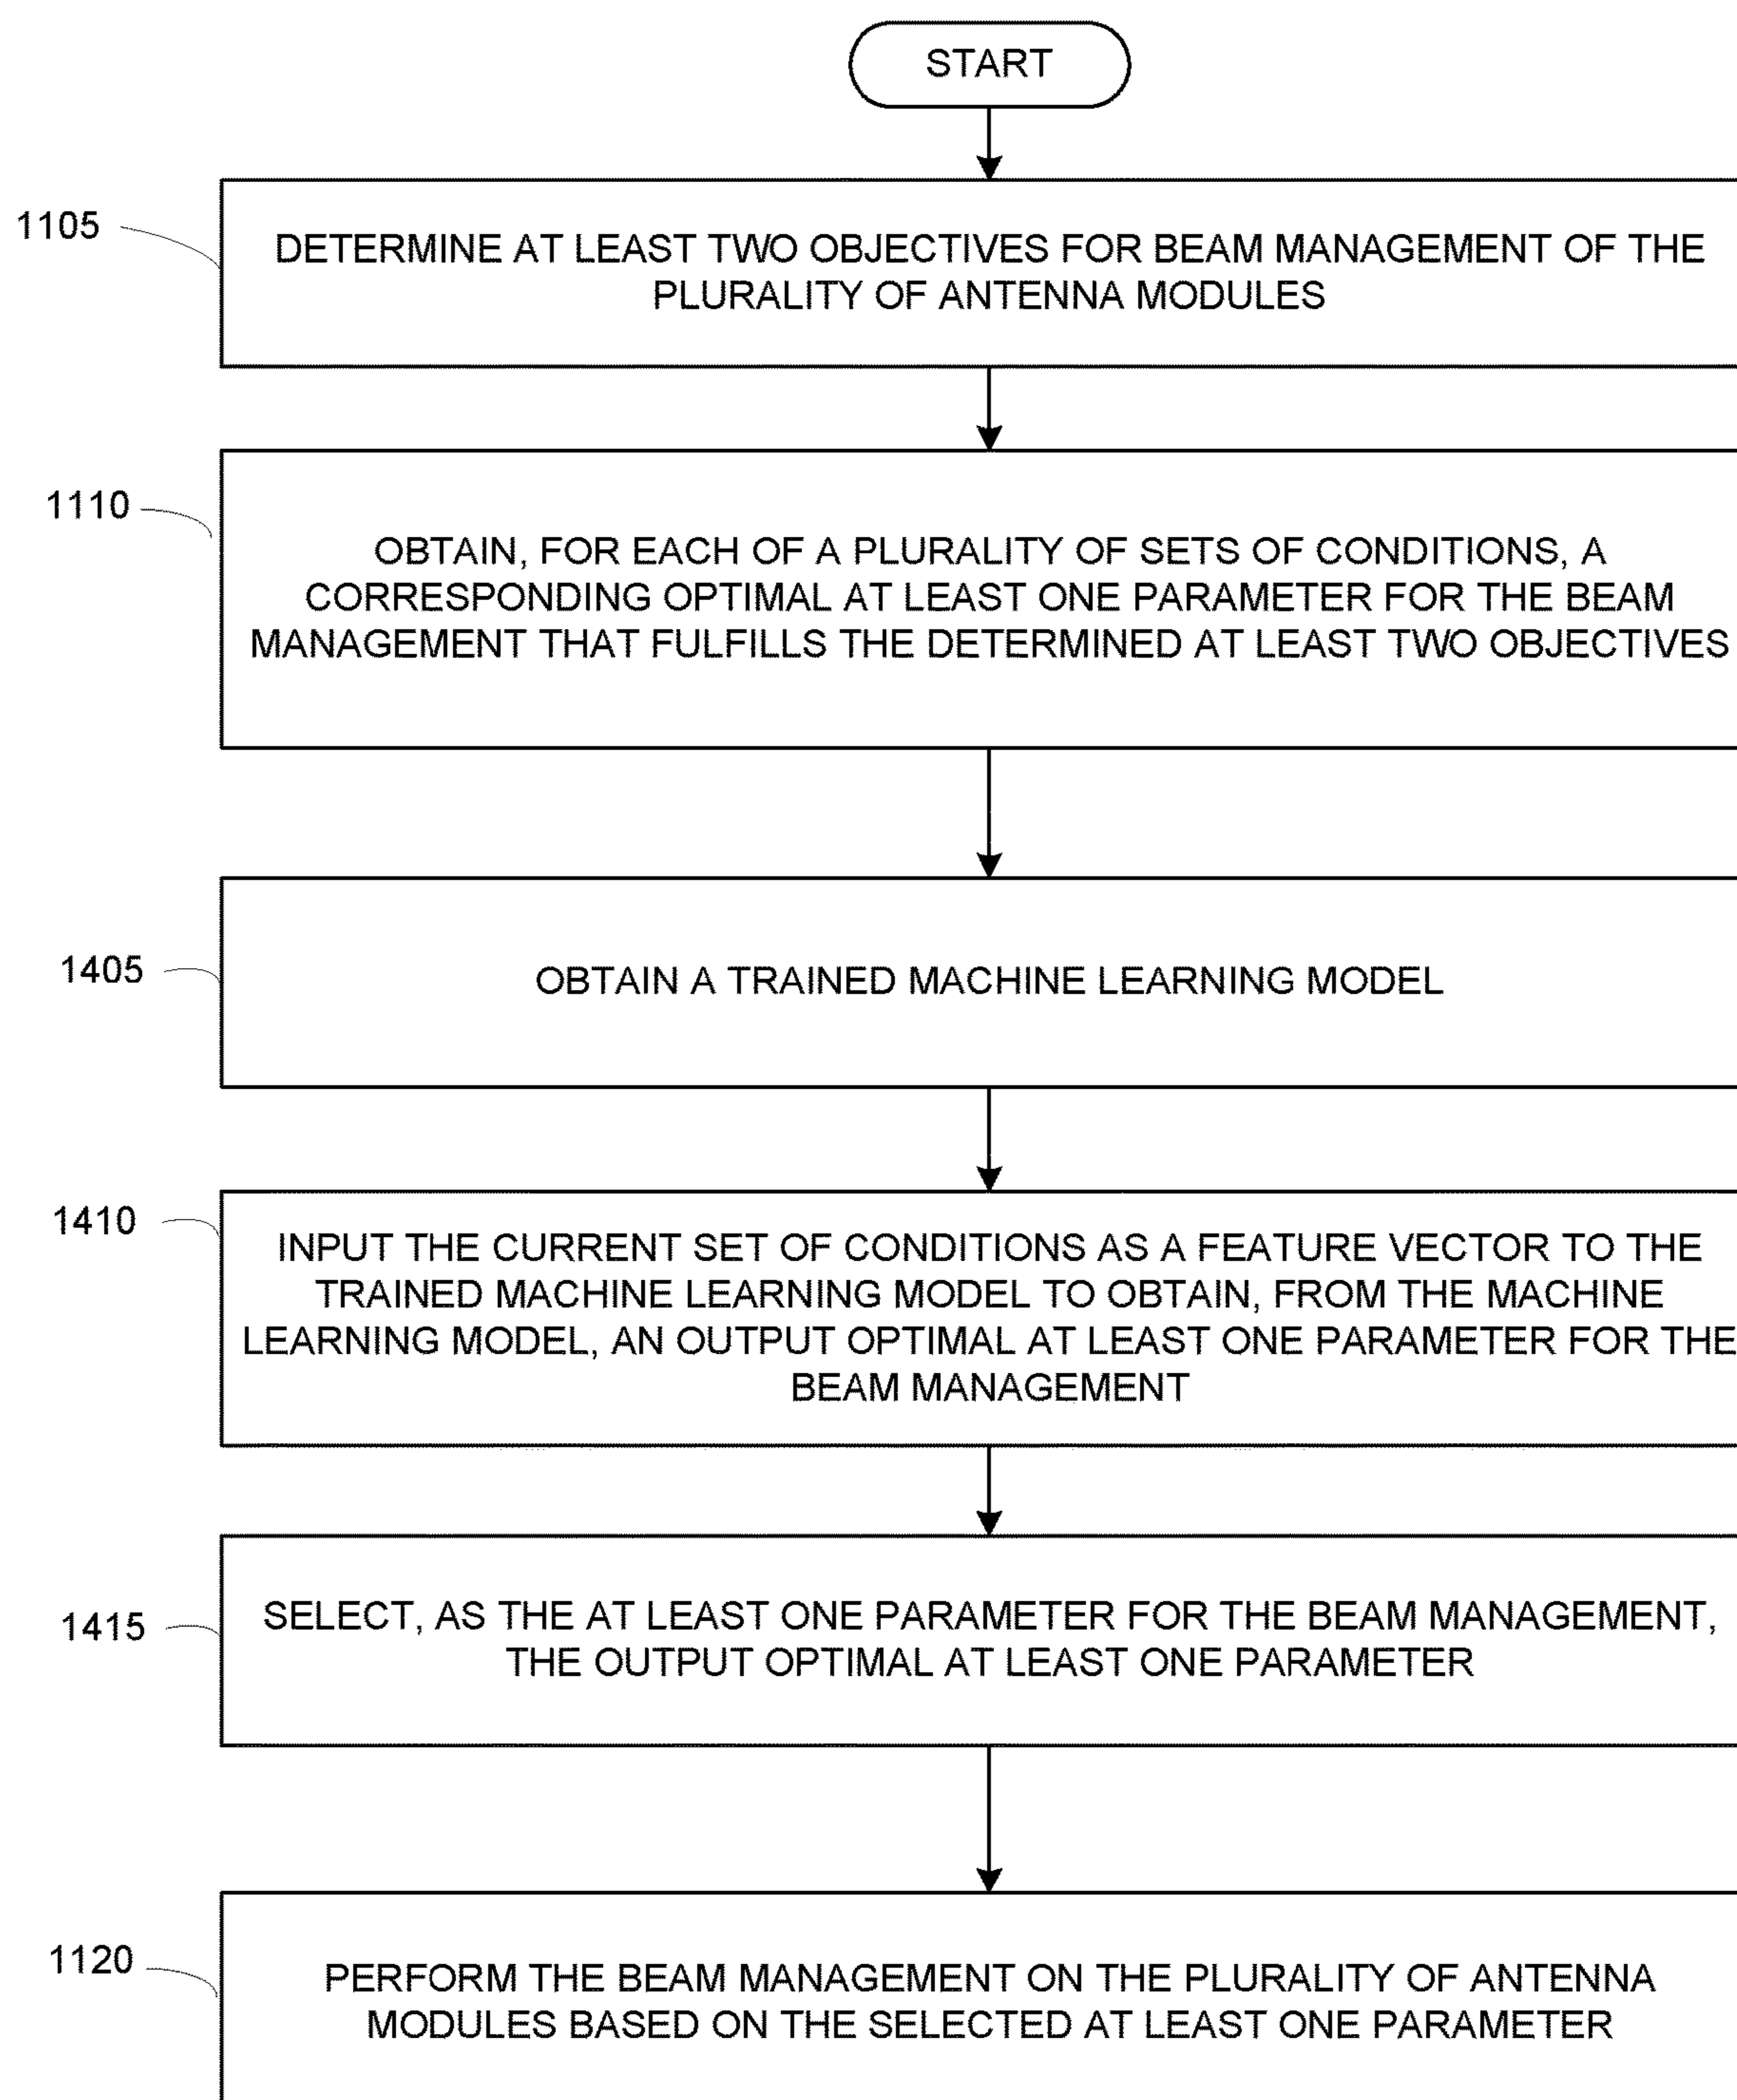 START
1105
DETERMINE AT LEAST TWO OBJECTIVES FOR BEAM MANAGEMENT OF THE
PLURALITY OF ANTENNA MODULES
1110
OBTAIN, FOR EACH OF A PLURALITY OF SETS OF CONDITIONS, A
CORRESPONDING OPTIMAL AT LEAST ONE PARAMETER FOR THE BEAM
MANAGEMENT THAT FULFILLS THE DETERMINED AT LEAST TWO OBJECTIVES
1405
OBTAIN A TRAINED MACHINE LEARNING MODEL
1410
INPUT THE CURRENT SET OF CONDITIONS AS A FEATURE VECTOR TO THE
TRAINED MACHINE LEARNING MODEL TO OBTAIN, FROM THE MACHINE
LEARNING MODEL, AN OUTPUT OPTIMAL AT LEAST ONE PARAMETER FOR THE
BEAM MANAGEMENT
1415
SELECT, AS THE AT LEAST ONE PARAMETER FOR THE BEAM MANAGEMENT,
THE OUTPUT OPTIMAL AT LEAST ONE PARAMETER
1120
PERFORM THE BEAM MANAGEMENT ON THE PLURALITY OF ANTENNA
MODULES BASED ON THE SELECTED AT LEAST ONE PARAMETER